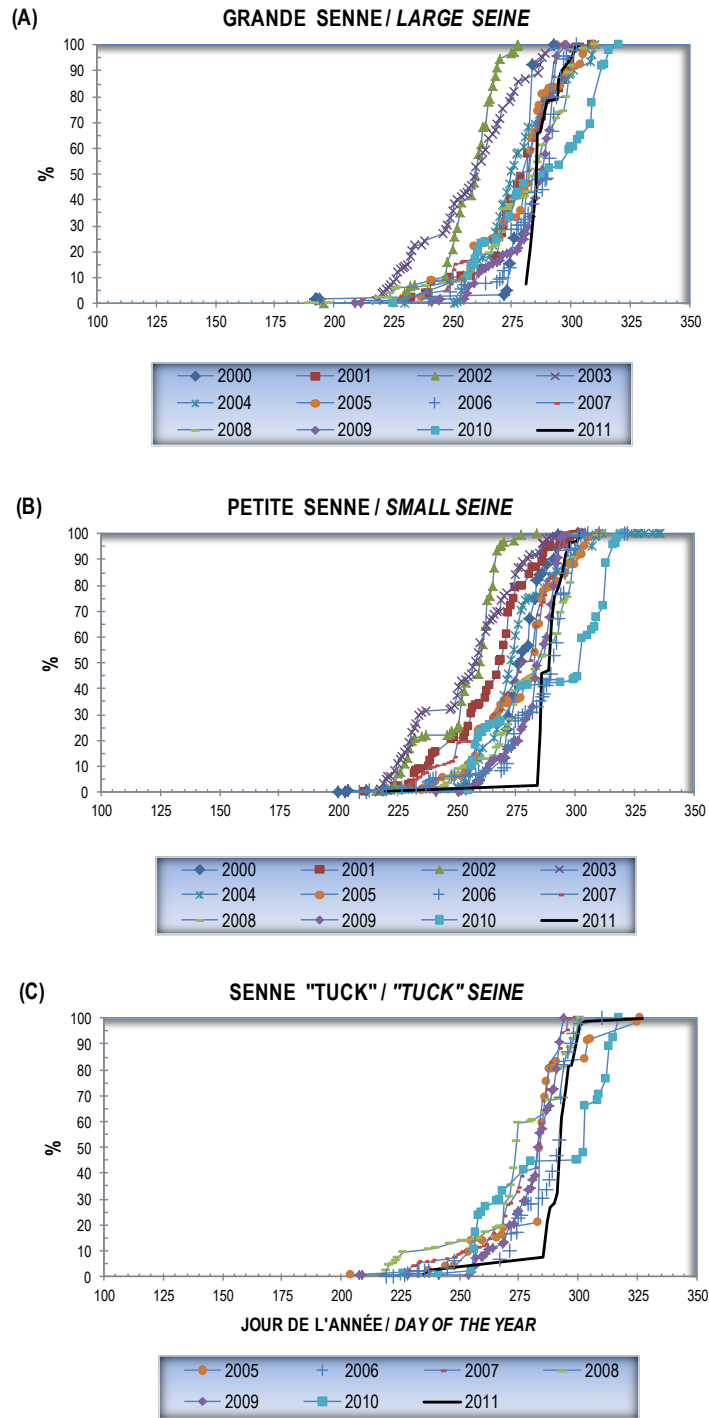 (A)
GRANDE SENNE / LARGE SEINE
100
90
80
70
60
50
40
30
20
10
0
%
100 125 150 175 200 225 250 275 300 325 350
2000 2001 2002 2003
2004 2005 2006 2007
2008 2009 2010 2011
(B)
PETITE SENNE / SMALL SEINE
100
90
80
70
60
50
40
30
20
10
0
%
100 125 150 175 200 225 250 275 300 325 350
2000 2001 2002 2003
2004 2005 2006 2007
2008 2009 2010 2011
(C)
SENNE "TUCK" / "TUCK" SEINE
100
90
80
70
60
50
40
30
20
10
0
%
100 125 150 175 200 225 250 275 300 325 350
JOUR DE L'ANNÉE / DAY OF THE YEAR
2005 2006 2007 2008
2009 2010 2011